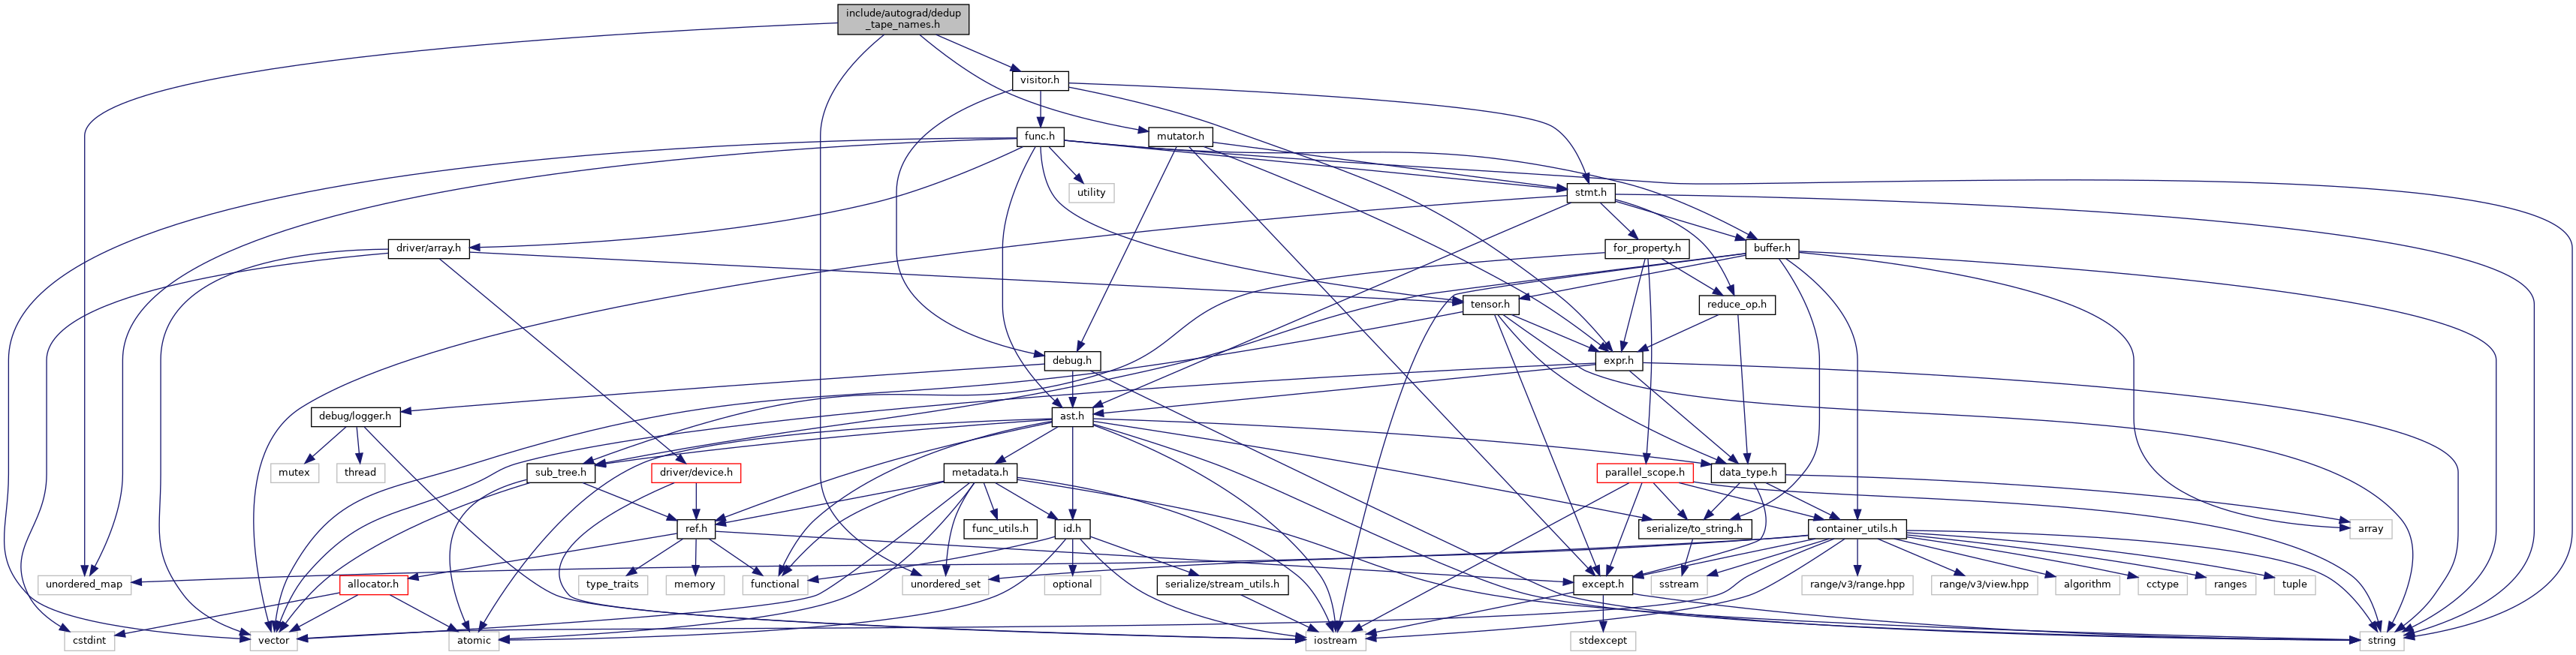 include/autograd/dedup
_tape_names.h
visitor.h
func.h
mutator.h
utility
stmt.h
driver/array.h
for_property.h
buffer.h
tensor.h
reduce_op.h
debug.h
expr.h
debug/logger.h
ast.h
mutex
thread
sub_tree.h
driver/device.h
metadata.h
parallel_scope.h
data_type.h
ref.h
func_utils.h
id.h
serialize/to_string.h
container_utils.h
array
unordered_map
allocator.h
type_traits
memory
functional
unordered_set
optional
serialize/stream_utils.h
except.h
sstream
range/v3/range.hpp
range/v3/view.hpp
algorithm
cctype
ranges
tuple
cstdint
vector
atomic
iostream
stdexcept
string